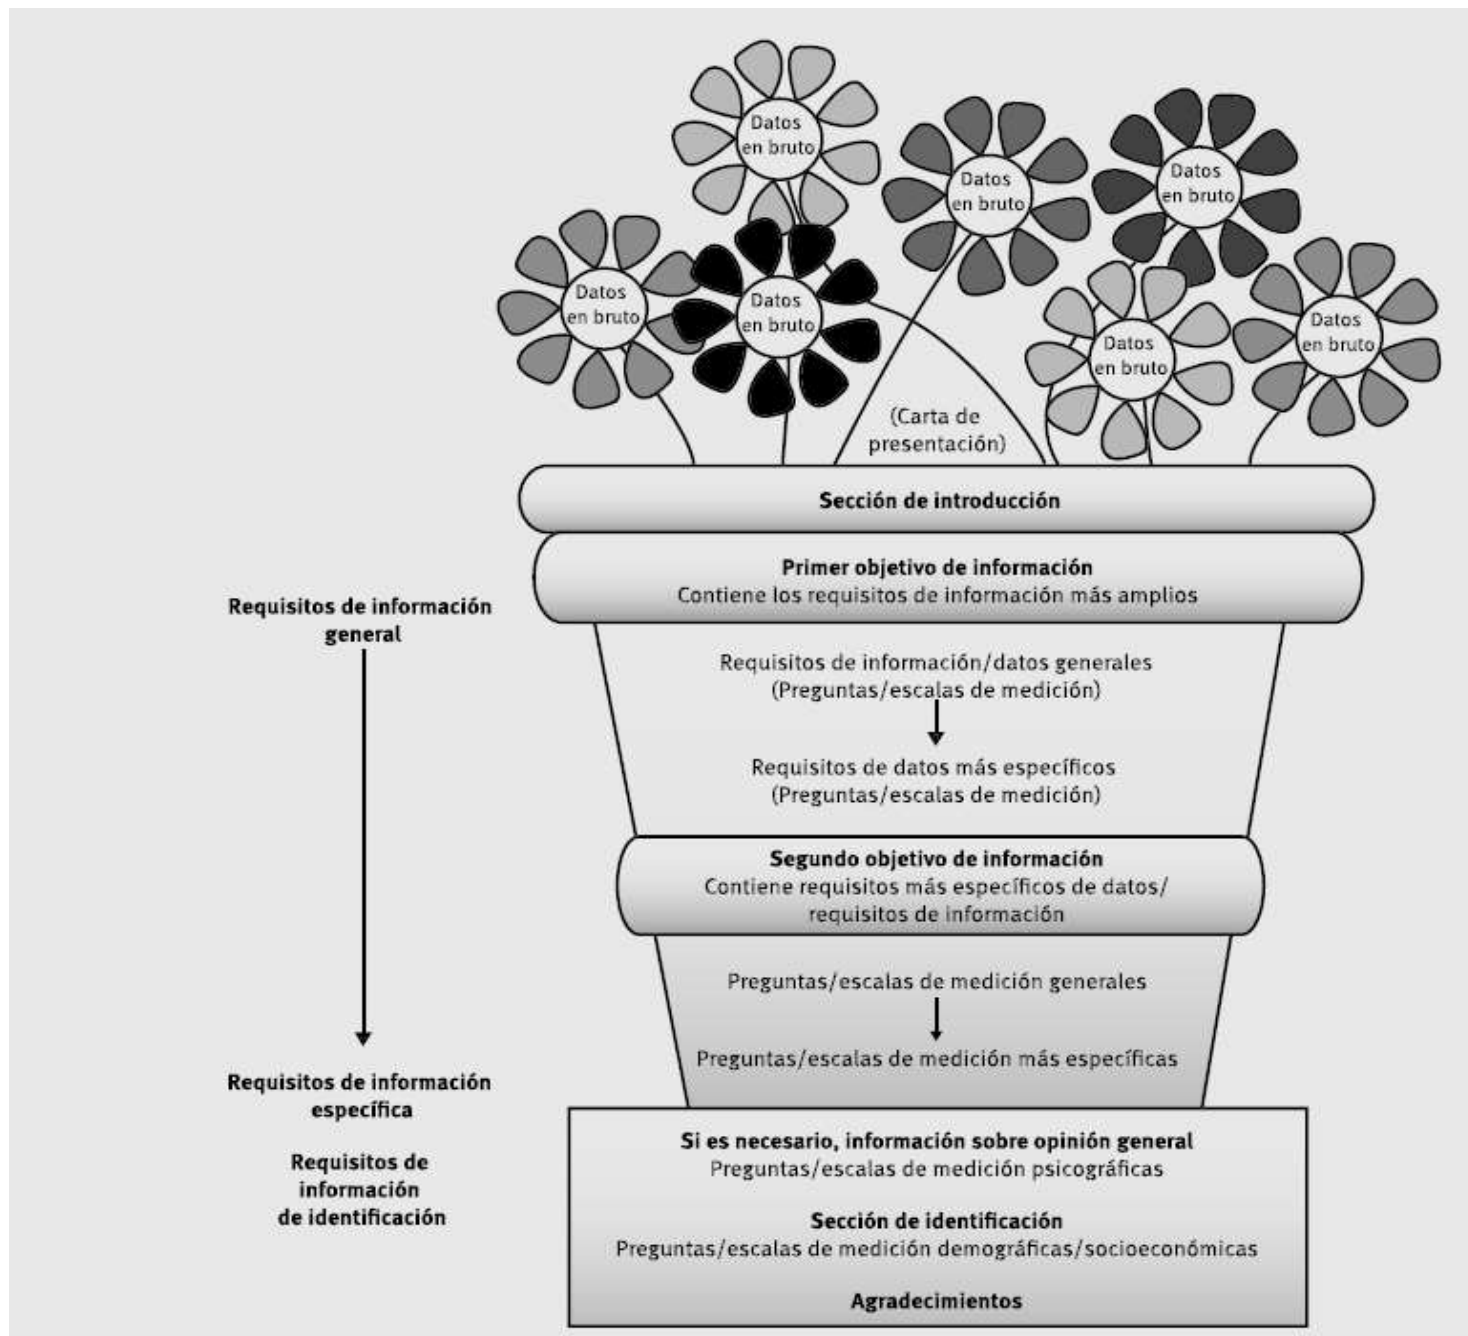 Datos
en bruto
Datos
en bruto
Datos
en bruto
Datos
en bruto
Datos
en bruto
Datos
en bruto
Datos
en bruto
(Carta de
presentación)
Sección de introducción
Primer objetivo de información
Contiene los requisitos de información más amplios
Requisitos de información
general
Requisitos de información/datos generales
(Preguntas/escalas de medición)
Requisitos de datos más específicos
(Preguntas/escalas de medición)
Segundo objetivo de información
Contiene requisitos más específicos de datos/
requisitos de información
Preguntas/escalas de medición generales
Preguntas/escalas de medición más específicas
Requisitos de información
específica
Requisitos de
información
de identificación
Si es necesario, información sobre opinión general
Preguntas/escalas de medición psicográficas
Sección de identificación
Preguntas/escalas de medición demográficas/socioeconómicas
Agradecimientos